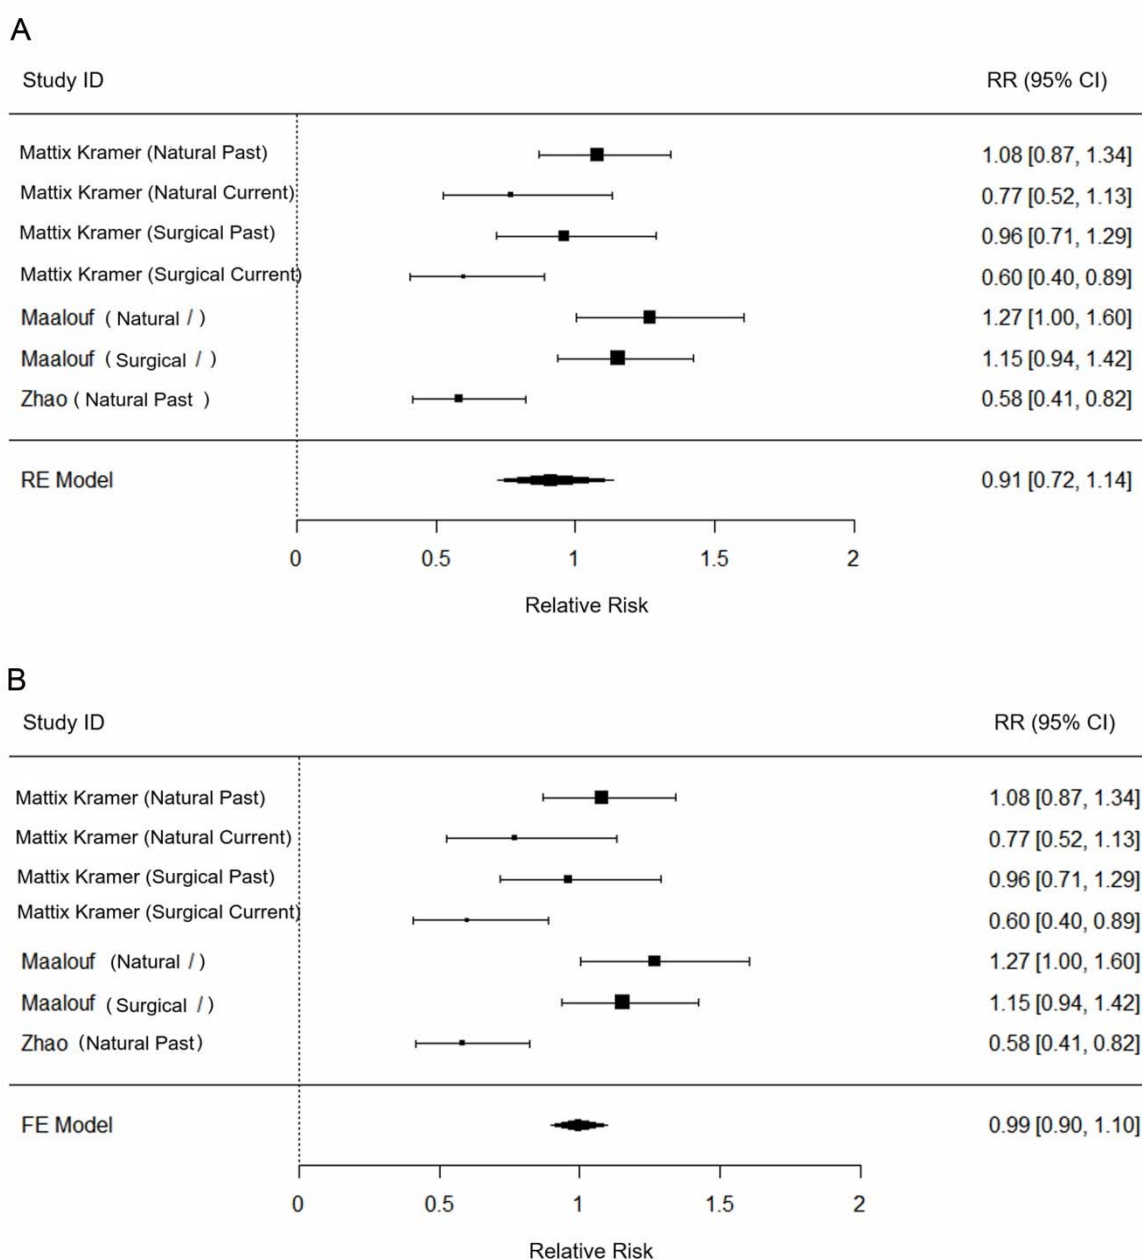 A
Study ID RR (95% CI)
Mattix Kramer (Natural Past) 1.08 [0.87, 1.34]
Mattix Kramer (Natural Current) 0.77 [0.52, 1.13]
Mattix Kramer (Surgical Past) 0.96 [0.71, 1.29]
Mattix Kramer (Surgical Current) 0.60 [0.40, 0.89]
Maalouf ( Natural / ) 1.27 [1.00, 1.60]
Maalouf ( Surgical / ) 1.15 [0.94, 1.42]
Zhao ( Natural Past ) 0.58 [0.41, 0.82]
RE Model 0.91 [0.72, 1.14]
0 0.5 1 1.5 2
Relative Risk
B
Study ID RR (95% CI)
Mattix Kramer (Natural Past) 1.08 [0.87, 1.34]
Mattix Kramer (Natural Current) 0.77 [0.52, 1.13]
Mattix Kramer (Surgical Past) 0.96 [0.71, 1.29]
Mattix Kramer (Surgical Current) 0.60 [0.40, 0.89]
Maalouf (Natural /) 1.27 [1.00, 1.60]
Maalouf ( Surgical /) 1.15 [0.94, 1.42]
Zhao (Natural Past) 0.58 [0.41, 0.82]
FE Model 0.99 [0.90, 1.10]
0 0.5 1 1.5 2
Relative Risk